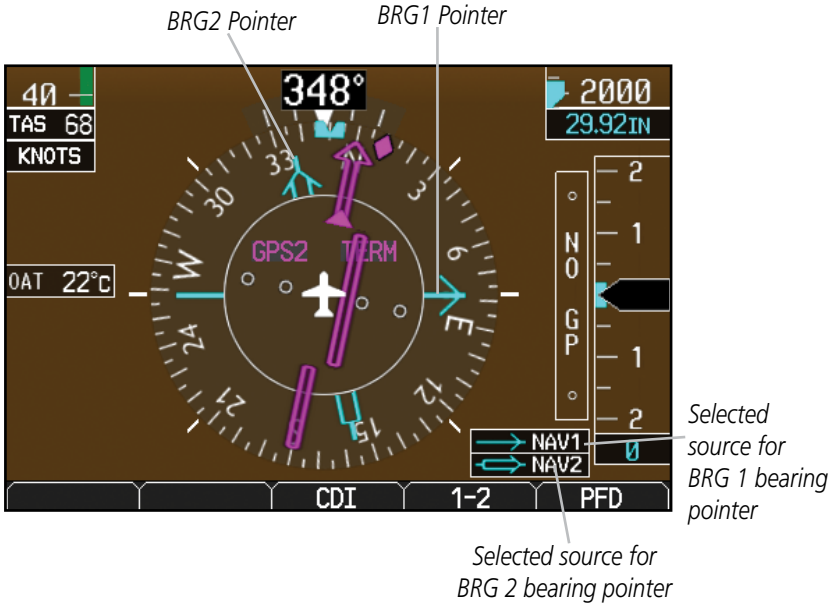 BRG2 Pointer
BRG1 Pointer
40
TAS 68
KNOTS
348°
2000
29.92IN
33
N
3
30
6
W
E
24
12
21
15
GPS2 TERM
OAT 22°C
NO GP
2
1
1
2
0
NAV1
NAV2
CDI
1-2
PFD
Selected
source for
BRG 1 bearing
pointer
Selected source for
BRG 2 bearing pointer